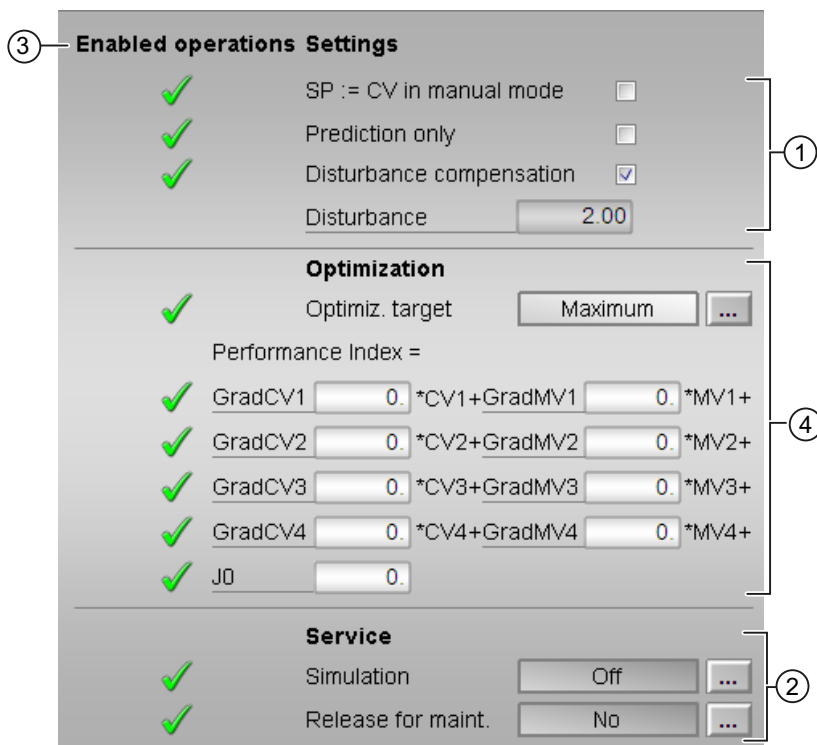 ③ Enabled operations Settings
SP := CV in manual mode
Prediction only
①
Disturbance compensation
Disturbance 2.00
Optimization
Optimiz. target Maximum ...
Performance Index =
GradCV1 0. *CV1+GradMV1 0. *MV1+
④
GradCV2 0. *CV2+GradMV2 0. *MV2+
GradCV3 0. *CV3+GradMV3 0. *MV3+
GradCV4 0. *CV4+GradMV4 0. *MV4+
J0 0.
Service
Simulation Off ...
②
Release for maint. No ...